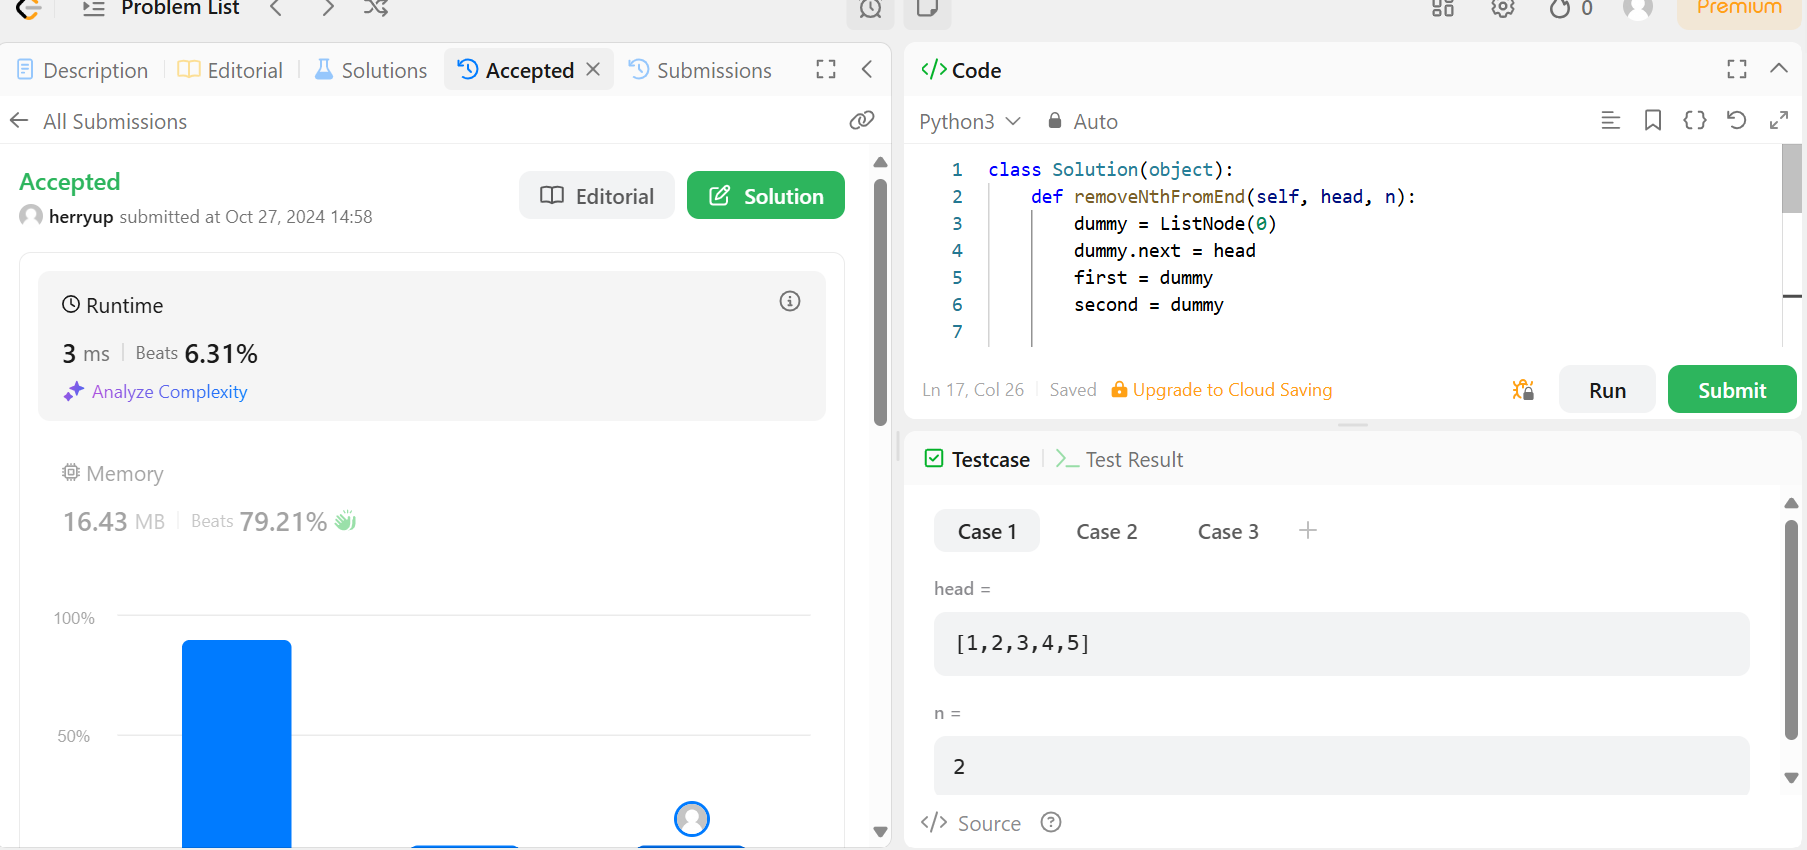 Problem List
0
Premium
Description
Editorial
Solutions
Accepted
Submissions
All Submissions
Accepted
herryup submitted at Oct 27, 2024 14:58
Editorial
Solution
Runtime
3 ms
Beats 6.31%
Analyze Complexity
Memory
16.43 MB
Beats 79.21%
100%
50%
</>Code
Python3
Auto
1 class Solution(object):
2 def removeNthFromEnd(self, head, n):
3 dummy = ListNode(0)
4 dummy.next = head
5 first = dummy
6 second = dummy
7
Ln 17, Col 26
Saved
Upgrade to Cloud Saving
Run
Submit
Testcase
>_ Test Result
Case 1
Case 2
Case 3
+
head =
[1,2,3,4,5]
n =
2
</> Source